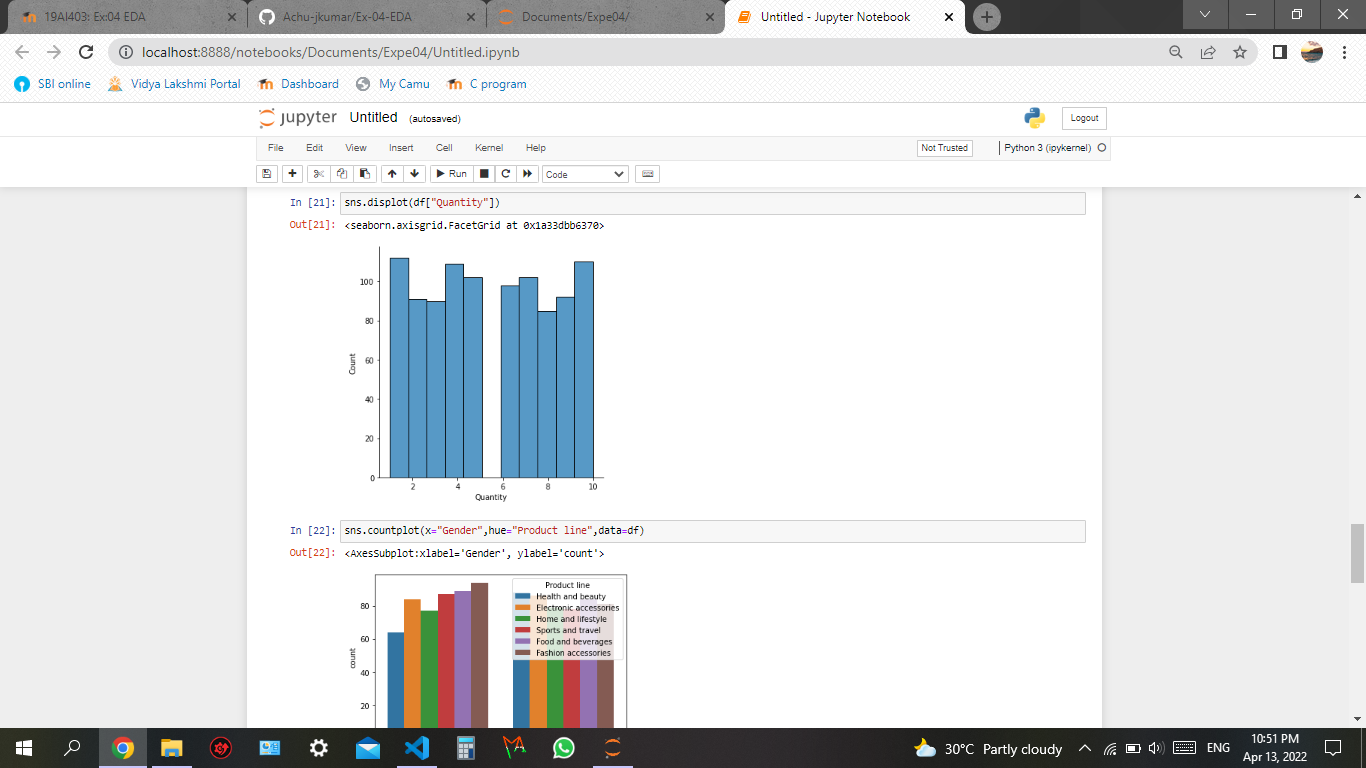 19AI403: Ex:04 EDA
Achu-jkumar/Ex-04-EDA
Documents/Expe04/
Untitled - Jupyter Notebook
localhost:8888/notebooks/Documents/Expe04/Untitled.ipynb
SBI online
Vidya Lakshmi Portal
Dashboard
My Camu
C program
jupyter Untitled (autosaved)
Logout
File Edit View Insert Cell Kernel Help
Not Trusted
Python 3 (ipykernel)
Run
Code
In [21]: sns.displot(df["Quantity"])
Out[21]: <seaborn.axisgrid.FacetGrid at 0x1a33dbb6370>
100
80
60
40
20
0
Count
2 4 6 8 10
Quantity
In [22]: sns.countplot(x="Gender",hue="Product line",data=df)
Out[22]: <AxesSubplot:xlabel='Gender', ylabel='count'>
80
60
40
20
count
Product line
Health and beauty
Electronic accessories
Home and lifestyle
Sports and travel
Food and beverages
Fashion accessories
30°C Partly cloudy
ENG
10:51 PM
Apr 13, 2022